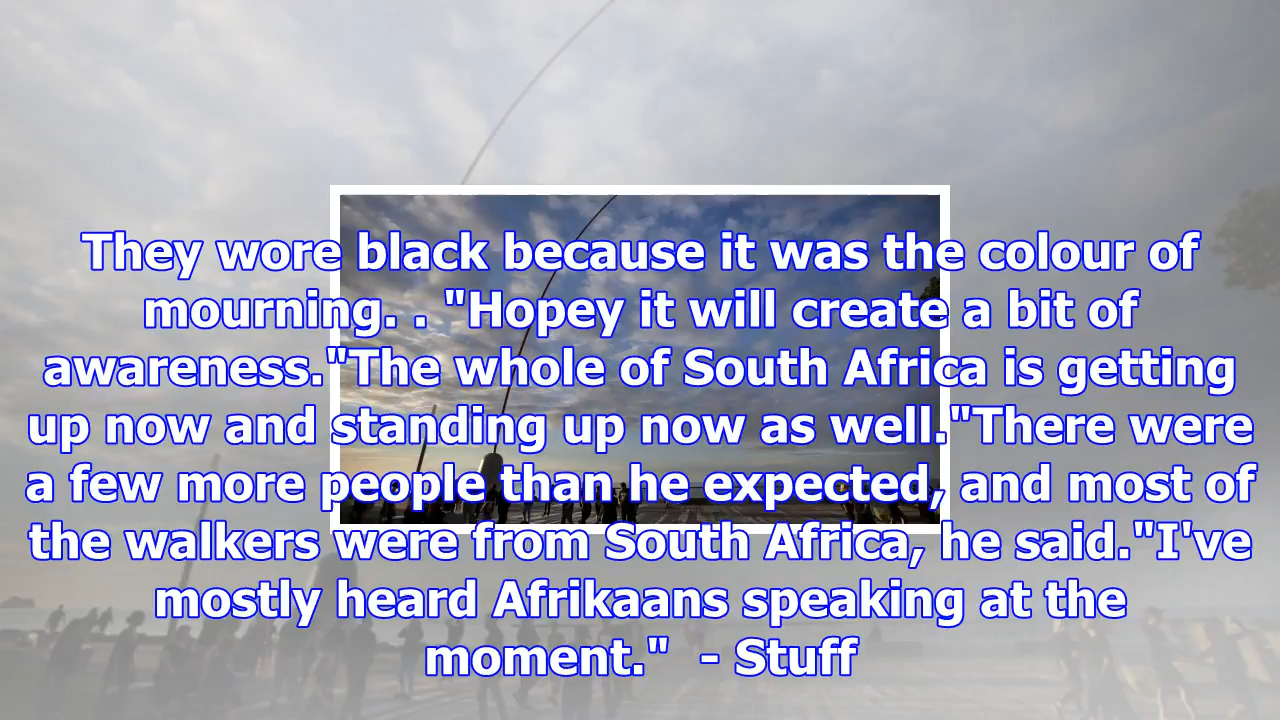 They wore black because it was the colour of
mourning. . "Hopey it will create a bit of
awareness."The whole of South Africa is getting
up now and standing up now as well."There were
a few more people than he expected, and most of
the walkers were from South Africa, he said."I've
mostly heard Afrikaans speaking at the
moment."  - Stuff